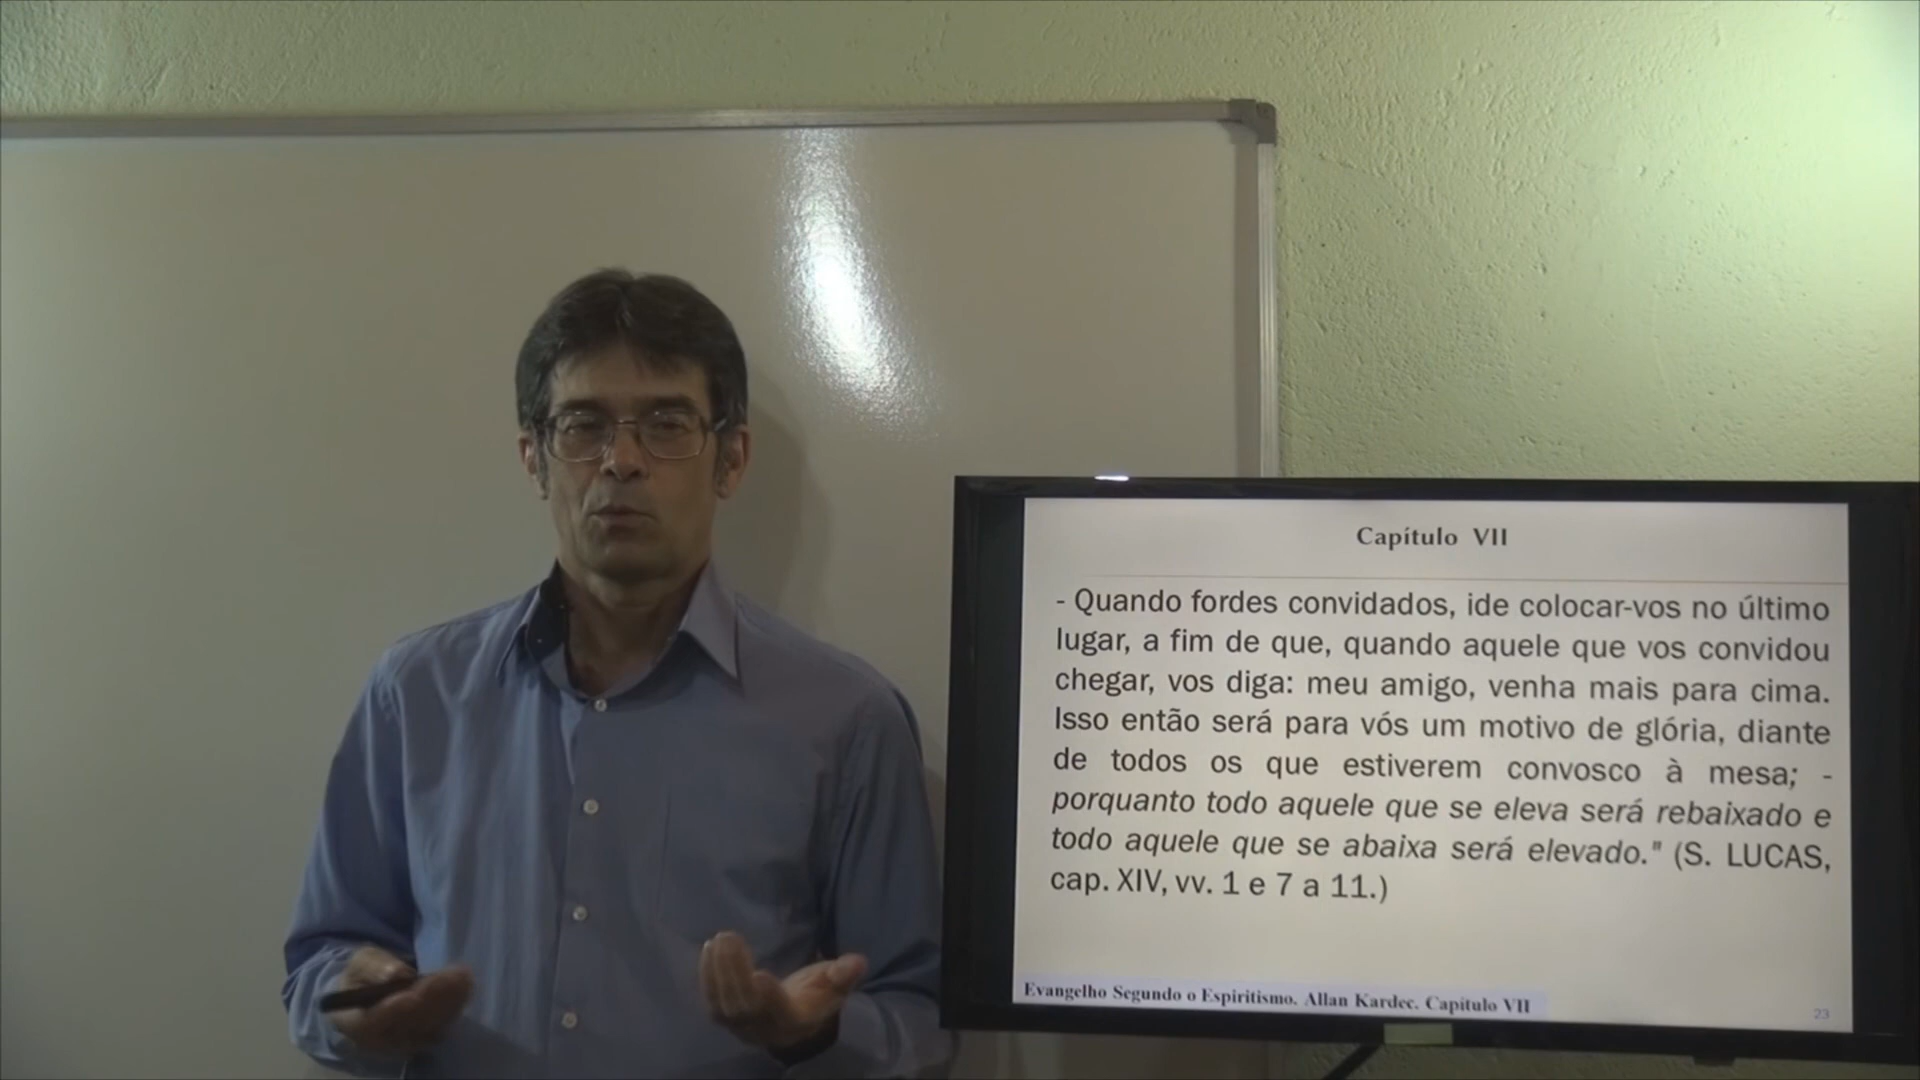 Capítulo VII
- Quando fordes convidados, ide colocar-vos no último
lugar, a fim de que, quando aquele que vos convidou
chegar, vos diga: meu amigo, venha mais para cima.
Isso então será para vós um motivo de glória, diante
de todos os que estiverem convosco à mesa; -
porquanto todo aquele que se eleva será rebaixado e
todo aquele que se abaixa será elevado." (S. LUCAS,
cap. XIV, vv. 1 e 7 a 11.)
Evangelho Segundo o Espiritismo. Allan Kardec. Capítulo VII
23